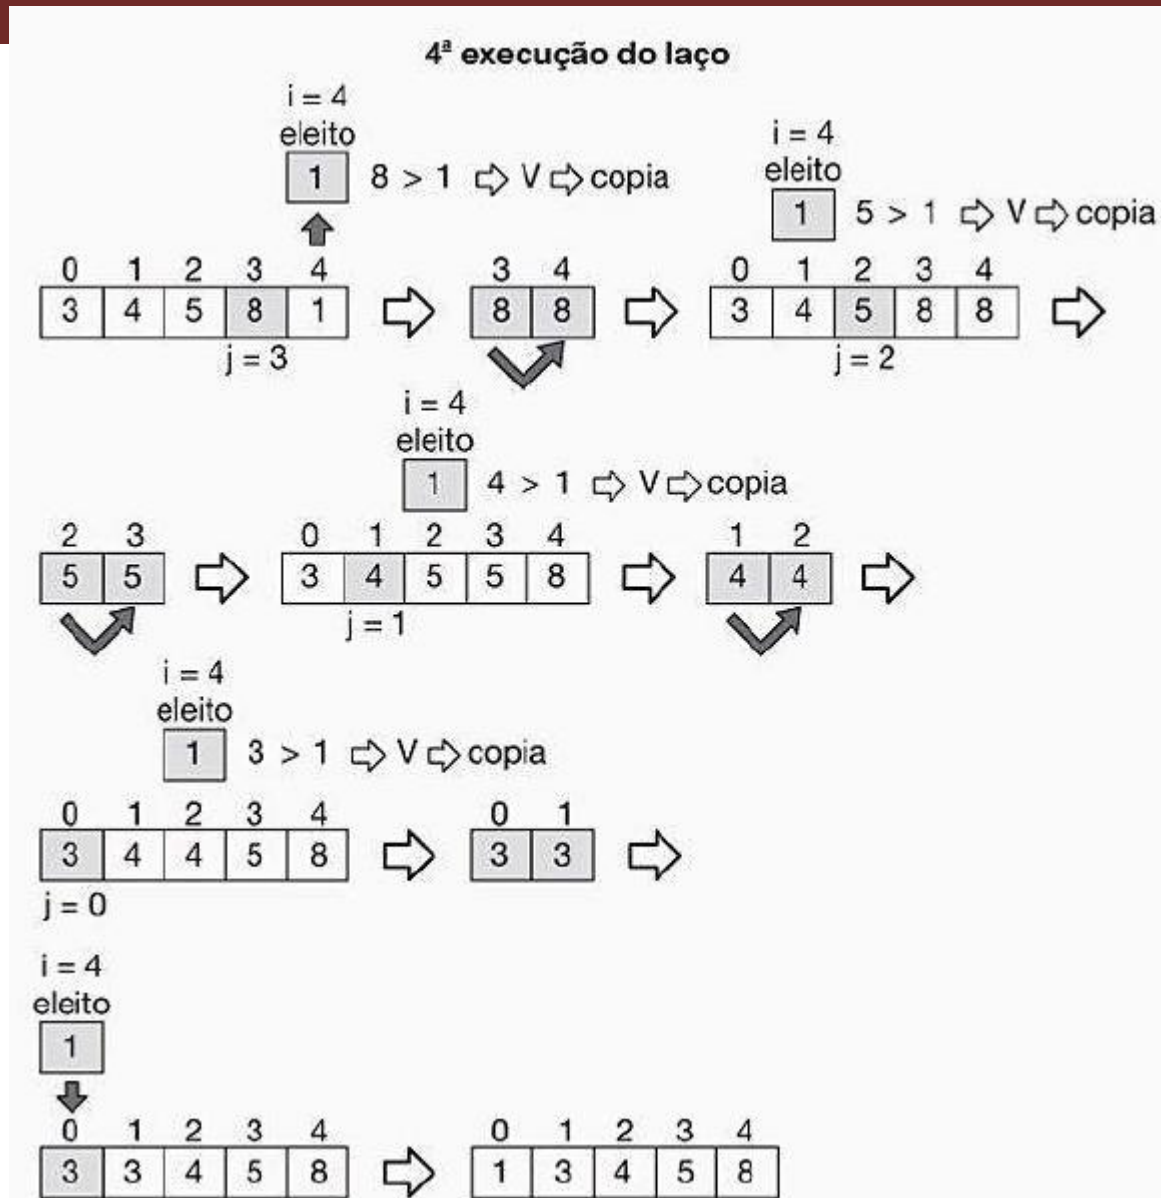 4ª execução do laço
i = 4
eleito
1 8 > 1 V copia
i = 4
eleito
1 5 > 1 V copia
0 1 2 3 4
3 4 5 8 1
j = 3
3 4
8 8
0 1 2 3 4
3 4 5 8 8
j = 2
i = 4
eleito
1 4 > 1 V copia
2 3
5 5
0 1 2 3 4
3 4 5 5 8
j = 1
1 2
4 4
i = 4
eleito
1 3 > 1 V copia
0 1 2 3 4
3 4 4 5 8
j = 0
0 1
3 3
i = 4
eleito
1
0 1 2 3 4
3 3 4 5 8
0 1 2 3 4
1 3 4 5 8